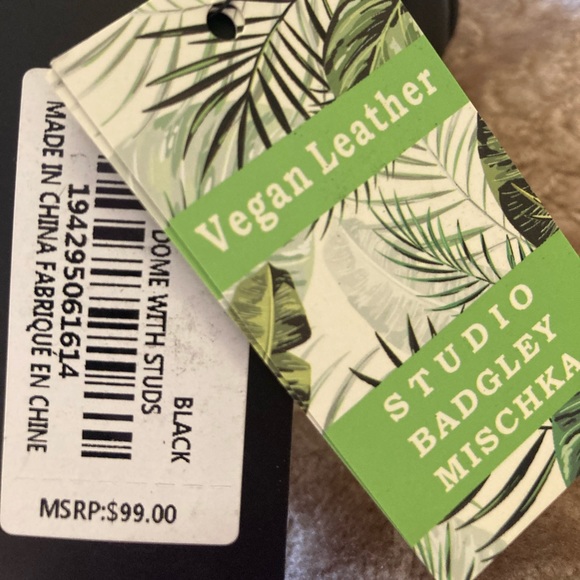 Vegan Leather
STUDIO
BADGLEY
MISCHKA
BLACK
DOME WITH STUDS
194295061614
MADE IN CHINA FABRIQUÉ EN CHINE
MSRP:$99.00